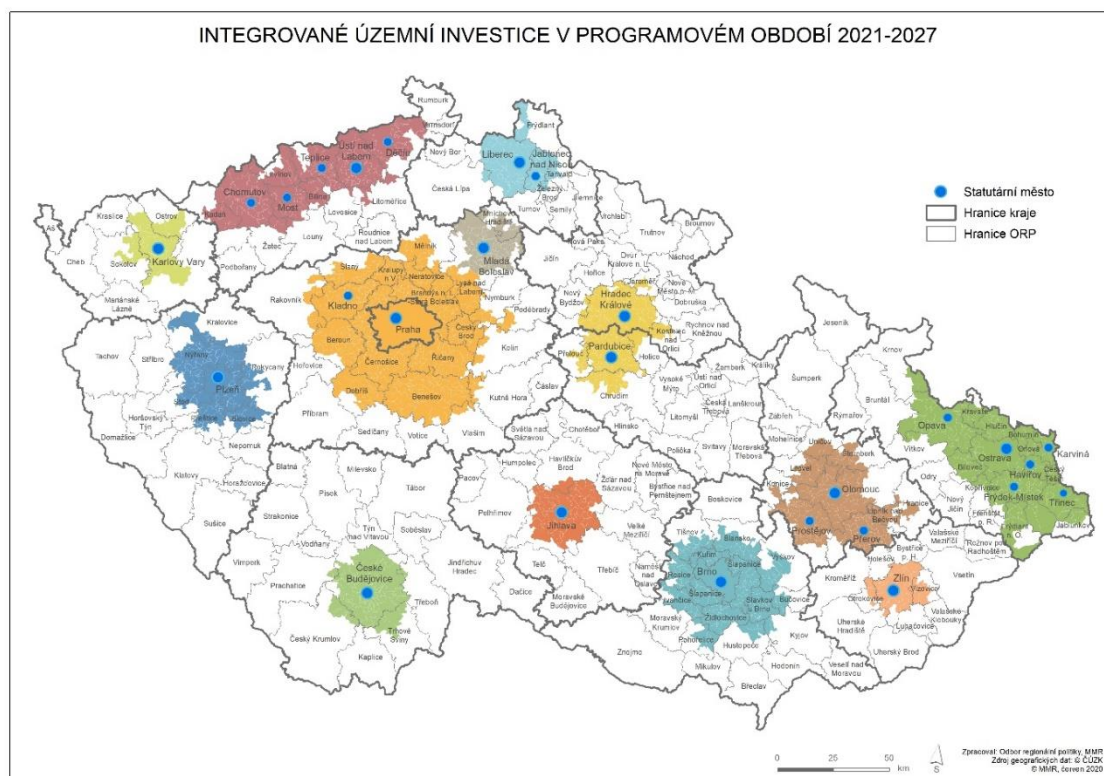 INTEGROVANÉ ÚZEMNÍ INVESTICE V PROGRAMOVÉM OBDOBÍ 2021-2027
Statutární město
Hranice kraje
Hranice ORP
Rumburk
Frýdlant
Děčín
Ústí nad
Labem
Teplice
Nový Bor
Liberec
Jablonec
nad Nisou
Tanvald
Železný
Brod
Česká Lípa
Chomutov
Most
Kadaň
Litoměřice
Lovosice
Roudnice
nad Labem
Louny
Žatec
Podbořany
Turnov
Semily
Jilemnice
Vrchlabí
Trutnov
Broumov
Kraslice
Ostrov
Aš
Karlovy Vary
Sokolov
Cheb
Mariánské
Lázně
Mělník
Mladá
Boleslav
Nová Paka
Jičín
Dvůr
Králové n. L.
Náchod
Hořice
Jaroměř
Nové
Město n. M.
Dobruška
Nový
Bydžov
Hradec
Králové
Rychnov nad
Kněžnou
Kostelec
nad
Orlicí
Slaný
Kralupy
n. V.
Neratovice
Brandýs n. L.
Stará Boleslav
Lysá nad
Labem
Nymburk
Poděbrady
Rakovník
Kladno
Praha
Český
Brod
Kolín
Beroun
Černošice
Říčany
Hořovice
Dobříš
Benešov
Kutná Hora
Čáslav
Příbram
Sedlčany
Votice
Vlašim
Přelouč
Pardubice
Holice
Chrudim
Vysoké
Mýto
Ústí nad
Orlicí
Žamberk
Králíky
Česká
Třebová
Lanškroun
Litomyšl
Hlinsko
Polička
Svitavy
Moravská
Třebová
Kralovice
Tachov
Stříbro
Nýřany
Plzeň
Rokycany
Stod
Přeštice
Blovice
Horšovský
Týn
Domažlice
Nepomuk
Klatovy
Horažďovice
Sušice
Blatná
Milevsko
Písek
Tábor
Strakonice
Soběslav
Týn
nad Vltavou
Vodňany
Vimperk
Prachatice
České
Budějovice
Třeboň
Jindřichův
Hradec
Trhové
Sviny
Český Krumlov
Kaplice
Dačice
Světlá nad
Sázavou
Chotěboř
Havlíčkův
Brod
Humpolec
Pacov
Pelhřimov
Žďár nad
Sázavou
Nové Město
na Moravě
Bystřice nad
Pernštejnem
Jihlava
Velké
Meziříčí
Telč
Třebíč
Náměšť
nad
Oslavou
Moravské
Budějovice
Boskovice
Tišnov
Blansko
Kuřim
Vyškov
Brno
Šlapanice
Rosice
Ivančice
Šlapanice
Slavkov
u Brna
Bučovice
Židlochovice
Moravský
Krumlov
Pohořelice
Hustopeče
Kyjov
Znojmo
Mikulov
Hodonín
Veselí nad
Moravou
Břeclav
Jeseník
Krnov
Šumperk
Bruntál
Rýmařov
Zábřeh
Mohelnice
Uničov
Šternberk
Litovel
Konice
Olomouc
Lipník nad
Bečvou
Hranice
Prostějov
Přerov
Opava
Kravaře
Hlučín
Bohumín
Orlová
Karviná
Ostrava
Havířov
Český
Těšín
Vítkov
Bílovec
Odry
Kopřivnice
Frýdek-Místek
Třinec
Nový
Jičín
Frenštát
p. R.
Frýdlant
n. O.
Jablunkov
Valašské
Meziříčí
Rožnov pod
Radhoštěm
Bystřice
p. H.
Holešov
Kroměříž
Vsetín
Zlín
Vizovice
Otrokovice
Valašské
Klobouky
Luhačovice
Uherské
Hradiště
Uherský Brod
0 25 50
km
S
Zpracoval: Odbor regionální politiky, MMR
Zdroj geografických dat: © ČÚZK
© MMR, červen 2020